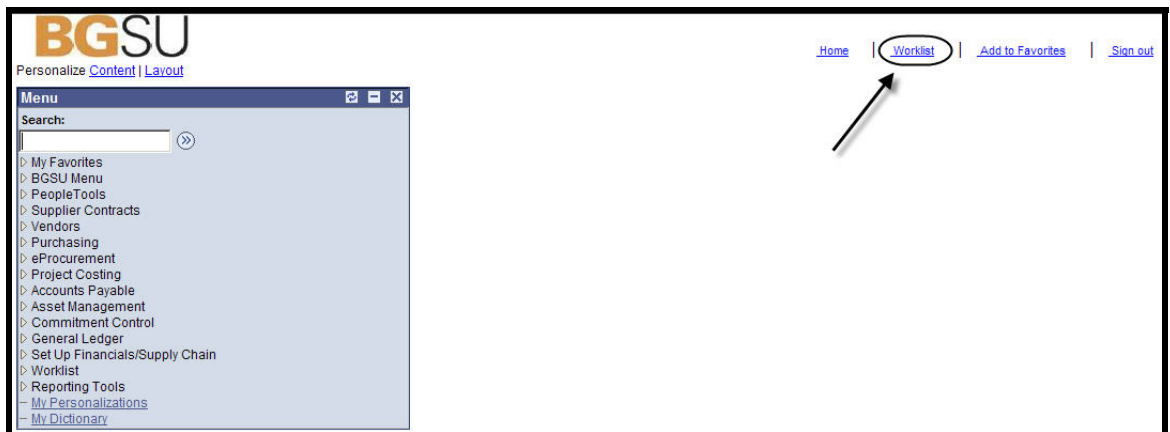 BGSU
Home | Worklist | Add to Favorites | Sign out
Personalize Content | Layout
Menu
Search:
My Favorites
BGSU Menu
PeopleTools
Supplier Contracts
Vendors
Purchasing
eProcurement
Project Costing
Accounts Payable
Asset Management
Commitment Control
General Ledger
Set Up Financials/Supply Chain
Worklist
Reporting Tools
My Personalizations
My Dictionary